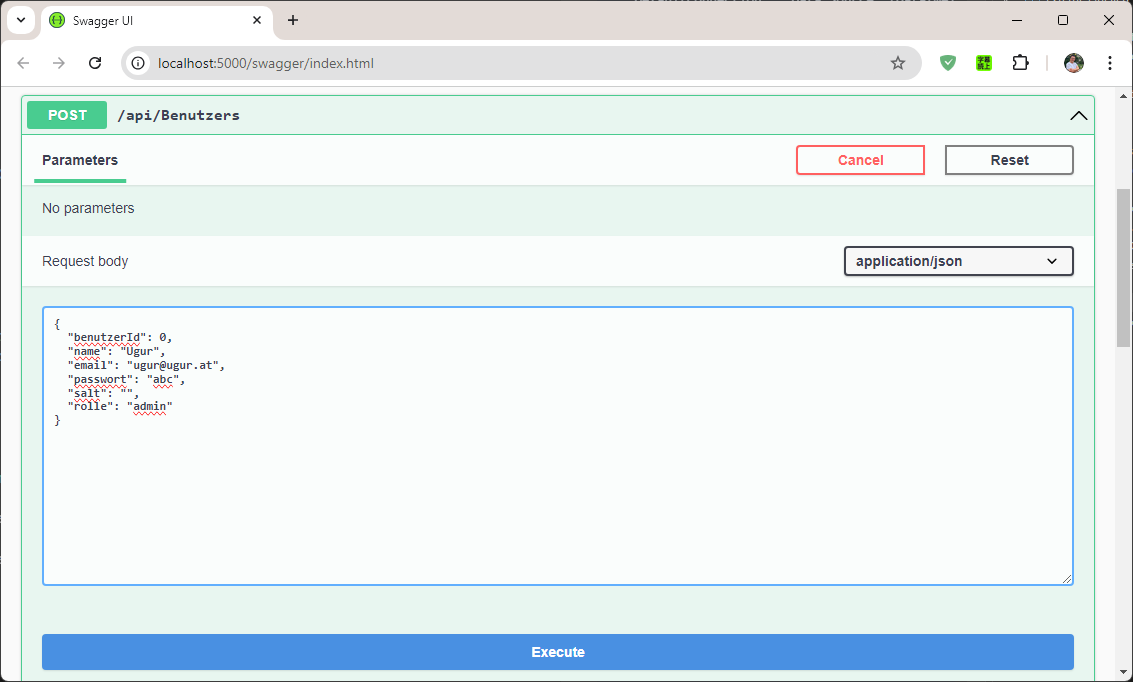 Swagger UI
localhost:5000/swagger/index.html
POST /api/Benutzers
Parameters
Cancel
Reset
No parameters
Request body
application/json
{
"benutzerId": 0,
"name": "Ugur",
"email": "ugur@ugur.at",
"passwort": "abc",
"salt": "",
"rolle": "admin"
}
Execute